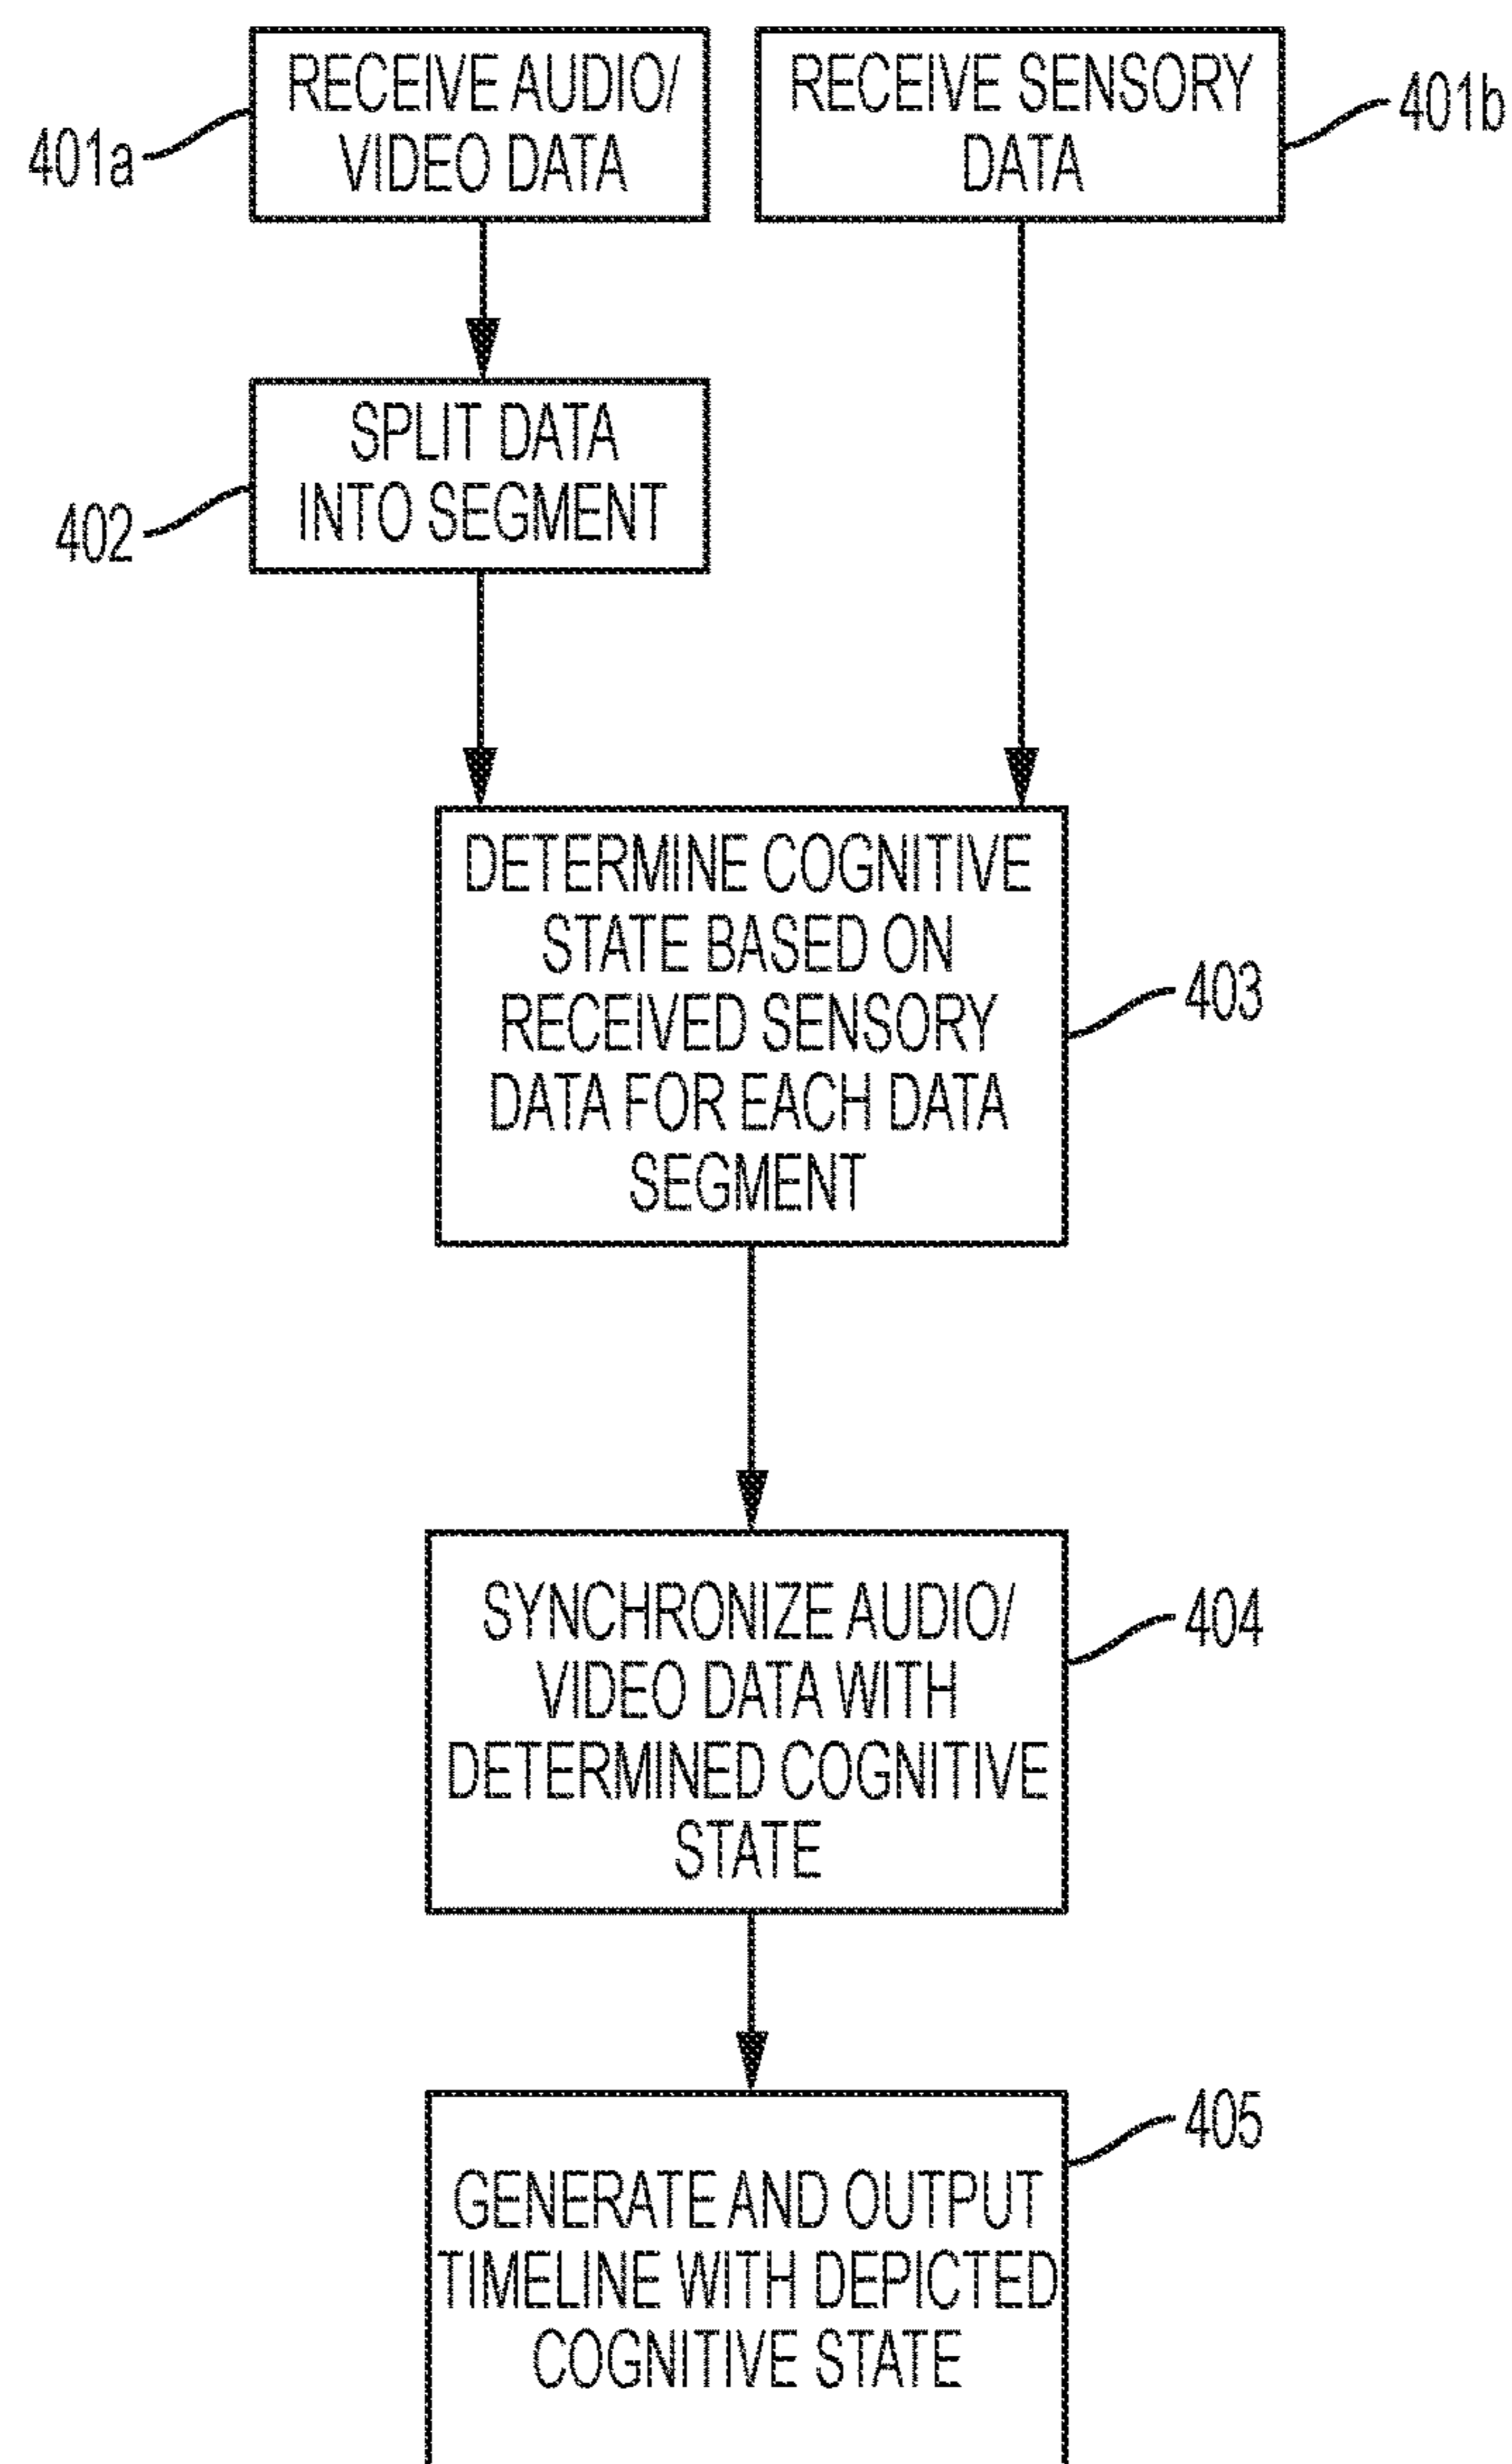 RECEIVE AUDIO/
VIDEO DATA
401a
RECEIVE SENSORY
DATA
401b
SPLIT DATA
INTO SEGMENT
402
DETERMINE COGNITIVE
STATE BASED ON
RECEIVED SENSORY
DATA FOR EACH DATA
SEGMENT
403
SYNCHRONIZE AUDIO/
VIDEO DATA WITH
DETERMINED COGNITIVE
STATE
404
GENERATE AND OUTPUT
TIMELINE WITH DEPICTED
COGNITIVE STATE
405